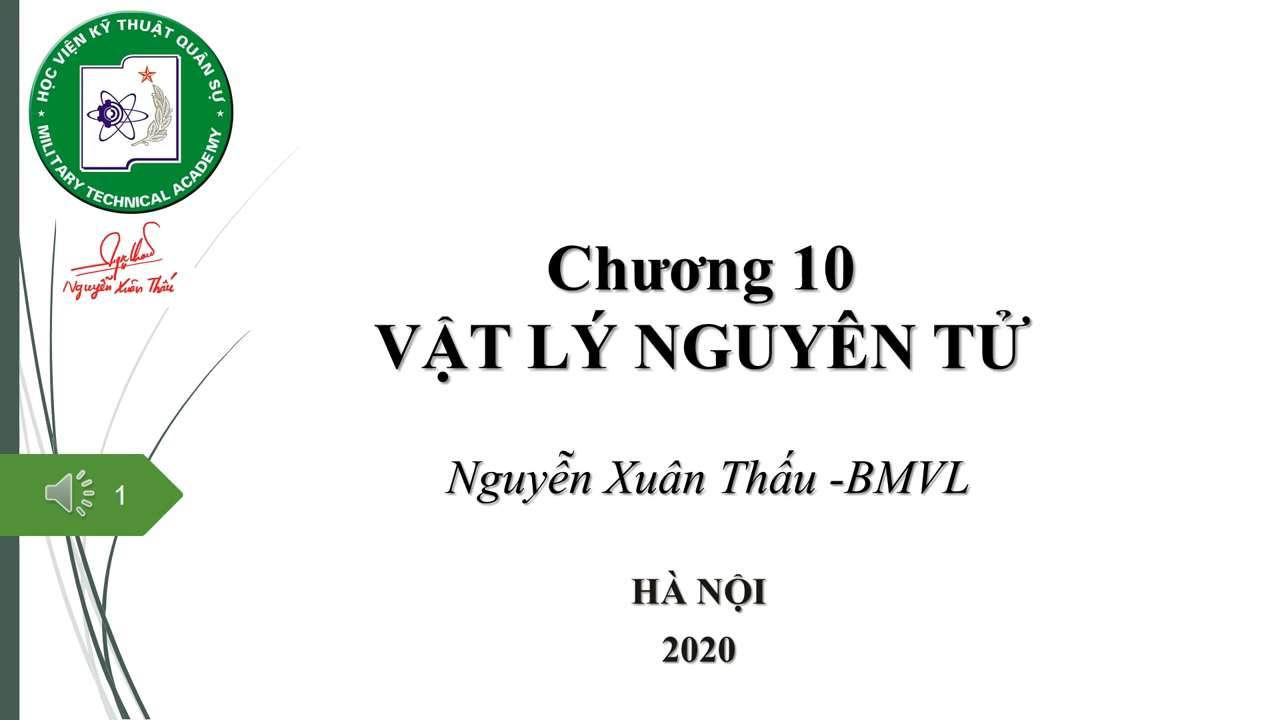 HỌC VIỆN KỸ THUẬT QUÂN SỰ
MILITARY TECHNICAL ACADEMY
Nguyễn Xuân Thấu
Chương 10
VẬT LÝ NGUYÊN TỬ
Nguyễn Xuân Thấu -BMVL
1
HÀ NỘI
2020